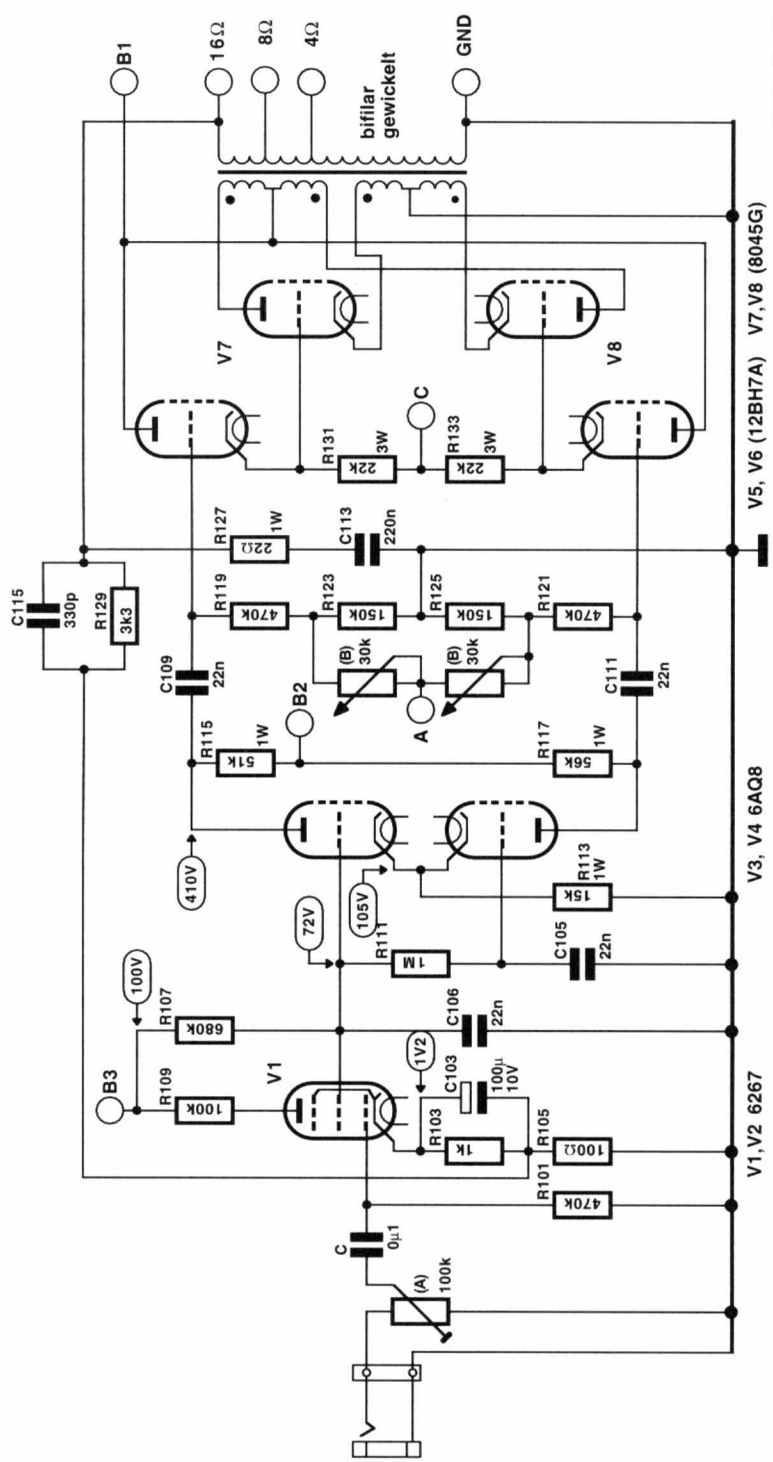 B1
16Ω
8Ω
4Ω
GND
bifilar
gewickelt
V7
V8
C
R131
22k
3W
R133
22k
3W
C115
330p
R129
3k3
R127
22Ω
1W
C113
220n
R119
470k
R123
150k
R125
150k
R121
470k
(B)
30k
(B)
30k
A
C109
22n
C111
22n
R115
51k
1W
B2
R117
56k
1W
410V
72V
105V
R113
1W
15k
R111
1M
C105
22n
100V
R107
680k
C106
22n
B3
R109
100k
V1
1V2
C103
100µ
10V
R103
1k
R105
100Ω
R101
470k
C
0µ1
(A)
100k
V1,V2 6267
V3, V4 6AQ8
V5, V6 (12BH7A)
V7,V8 (8045G)